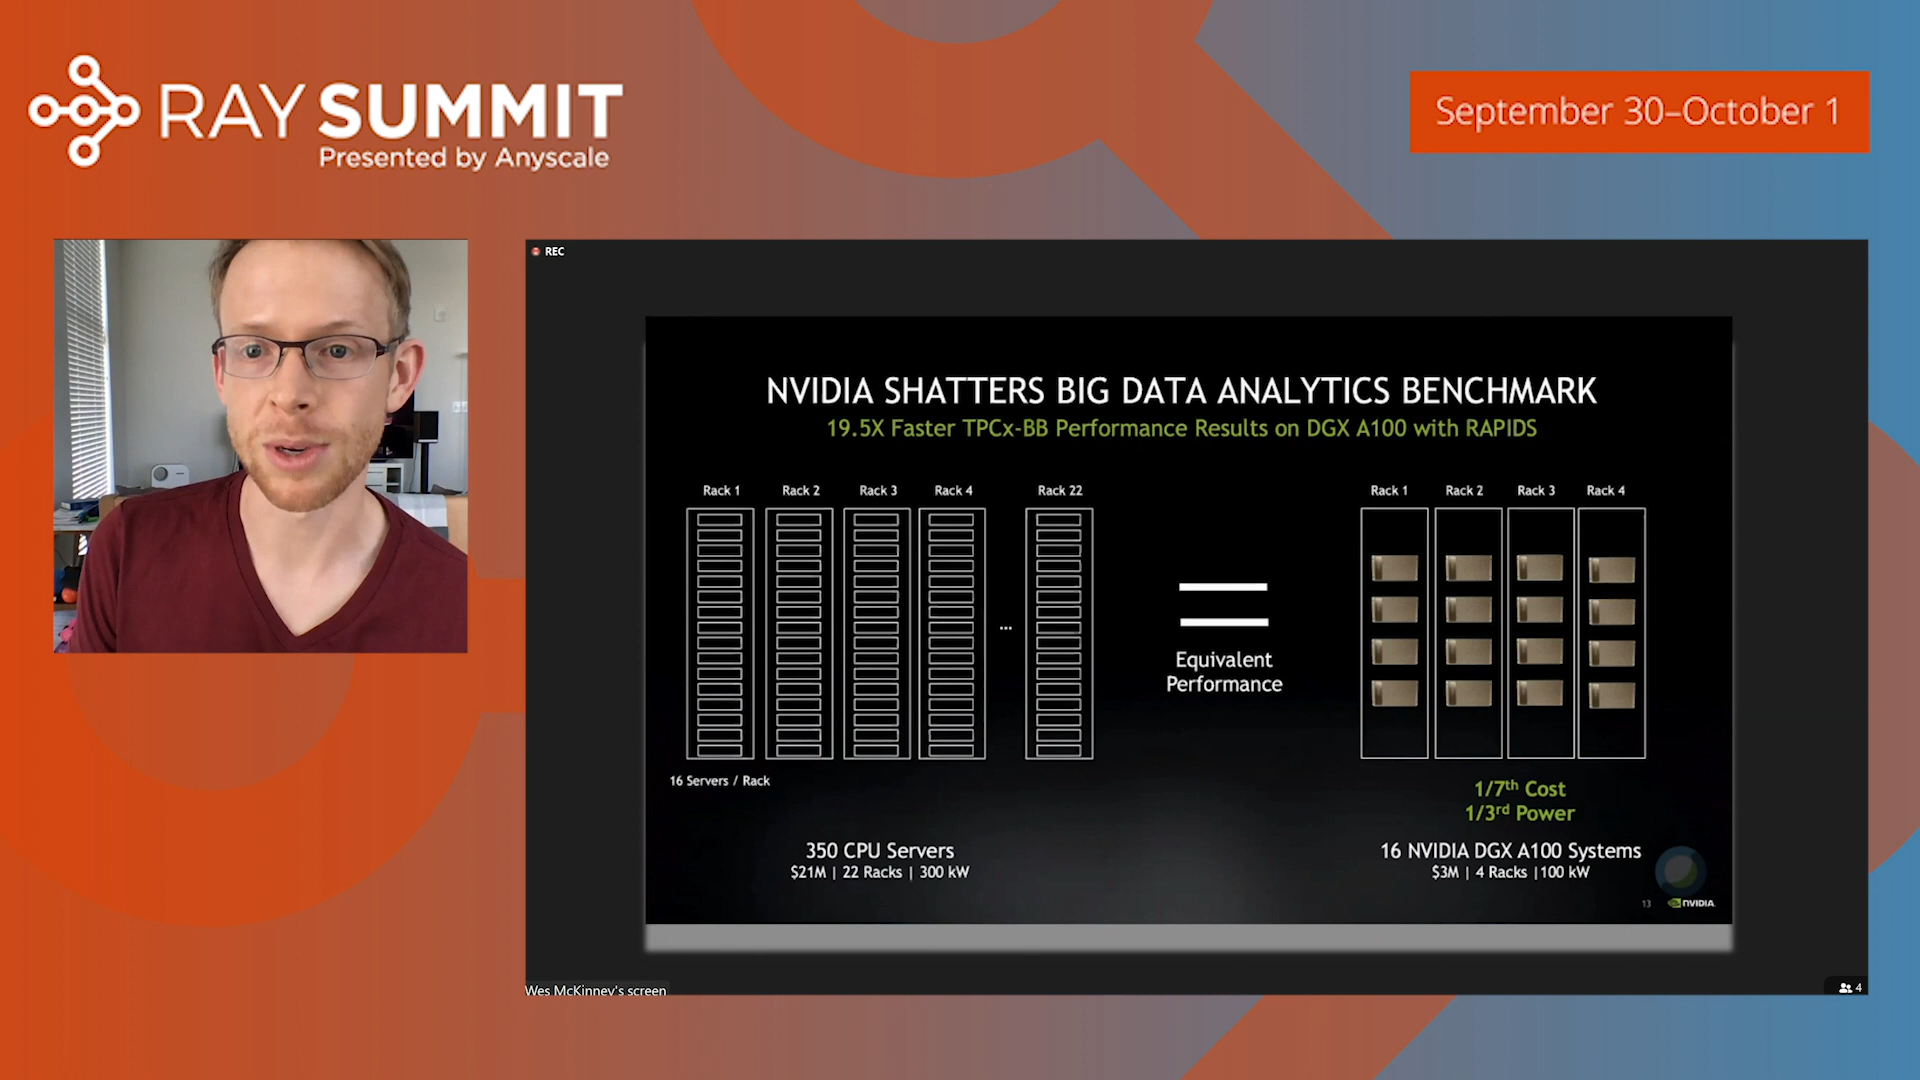 RAY SUMMIT
Presented by Anyscale
September 30–October 1
REC
NVIDIA SHATTERS BIG DATA ANALYTICS BENCHMARK
19.5X Faster TPCx-BB Performance Results on DGX A100 with RAPIDS
Rack 1 Rack 2 Rack 3 Rack 4 Rack 22
Rack 1 Rack 2 Rack 3 Rack 4
...
Equivalent
Performance
16 Servers / Rack
1/7th Cost
1/3rd Power
350 CPU Servers
$21M | 22 Racks | 300 kW
16 NVIDIA DGX A100 Systems
$3M | 4 Racks |100 kW
13 NVIDIA.
Wes McKinney's screen
4